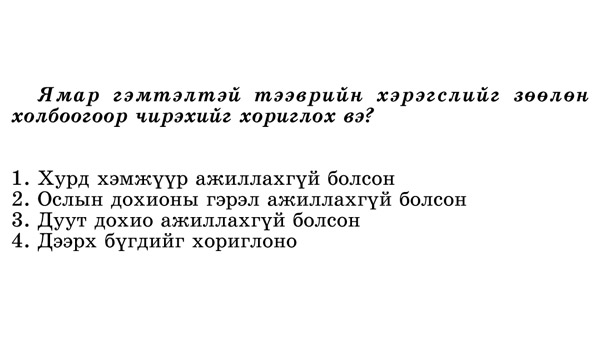 Ямар гэмтэлтэй тээврийн хэрэгслийг зөөлөн
холбоогоор чирэхийг хориглох вэ?
1. Хурд хэмжүүр ажиллахгүй болсон
2. Ослын дохионы гэрэл ажиллахгүй болсон
3. Дуут дохио ажиллахгүй болсон
4. Дээрх бүгдийг хориглоно